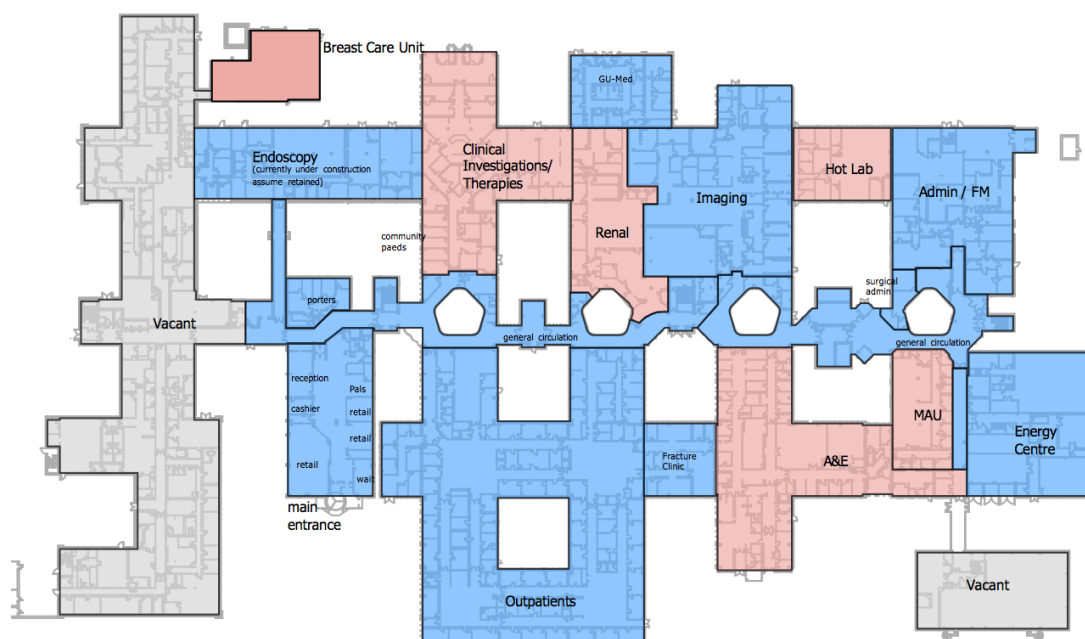 Breast Care Unit
GU-Med
Endoscopy
(currently under construction
assume retained)
Clinical
Investigations/
Therapies
Hot Lab
Admin / FM
Imaging
Renal
community
paeds
surgical
admin
porters
Vacant
general circulation
general circulation
reception
Pals
cashier
retail
retail
retail
wait
main
entrance
Fracture
Clinic
A&E
MAU
Energy
Centre
Outpatients
Vacant